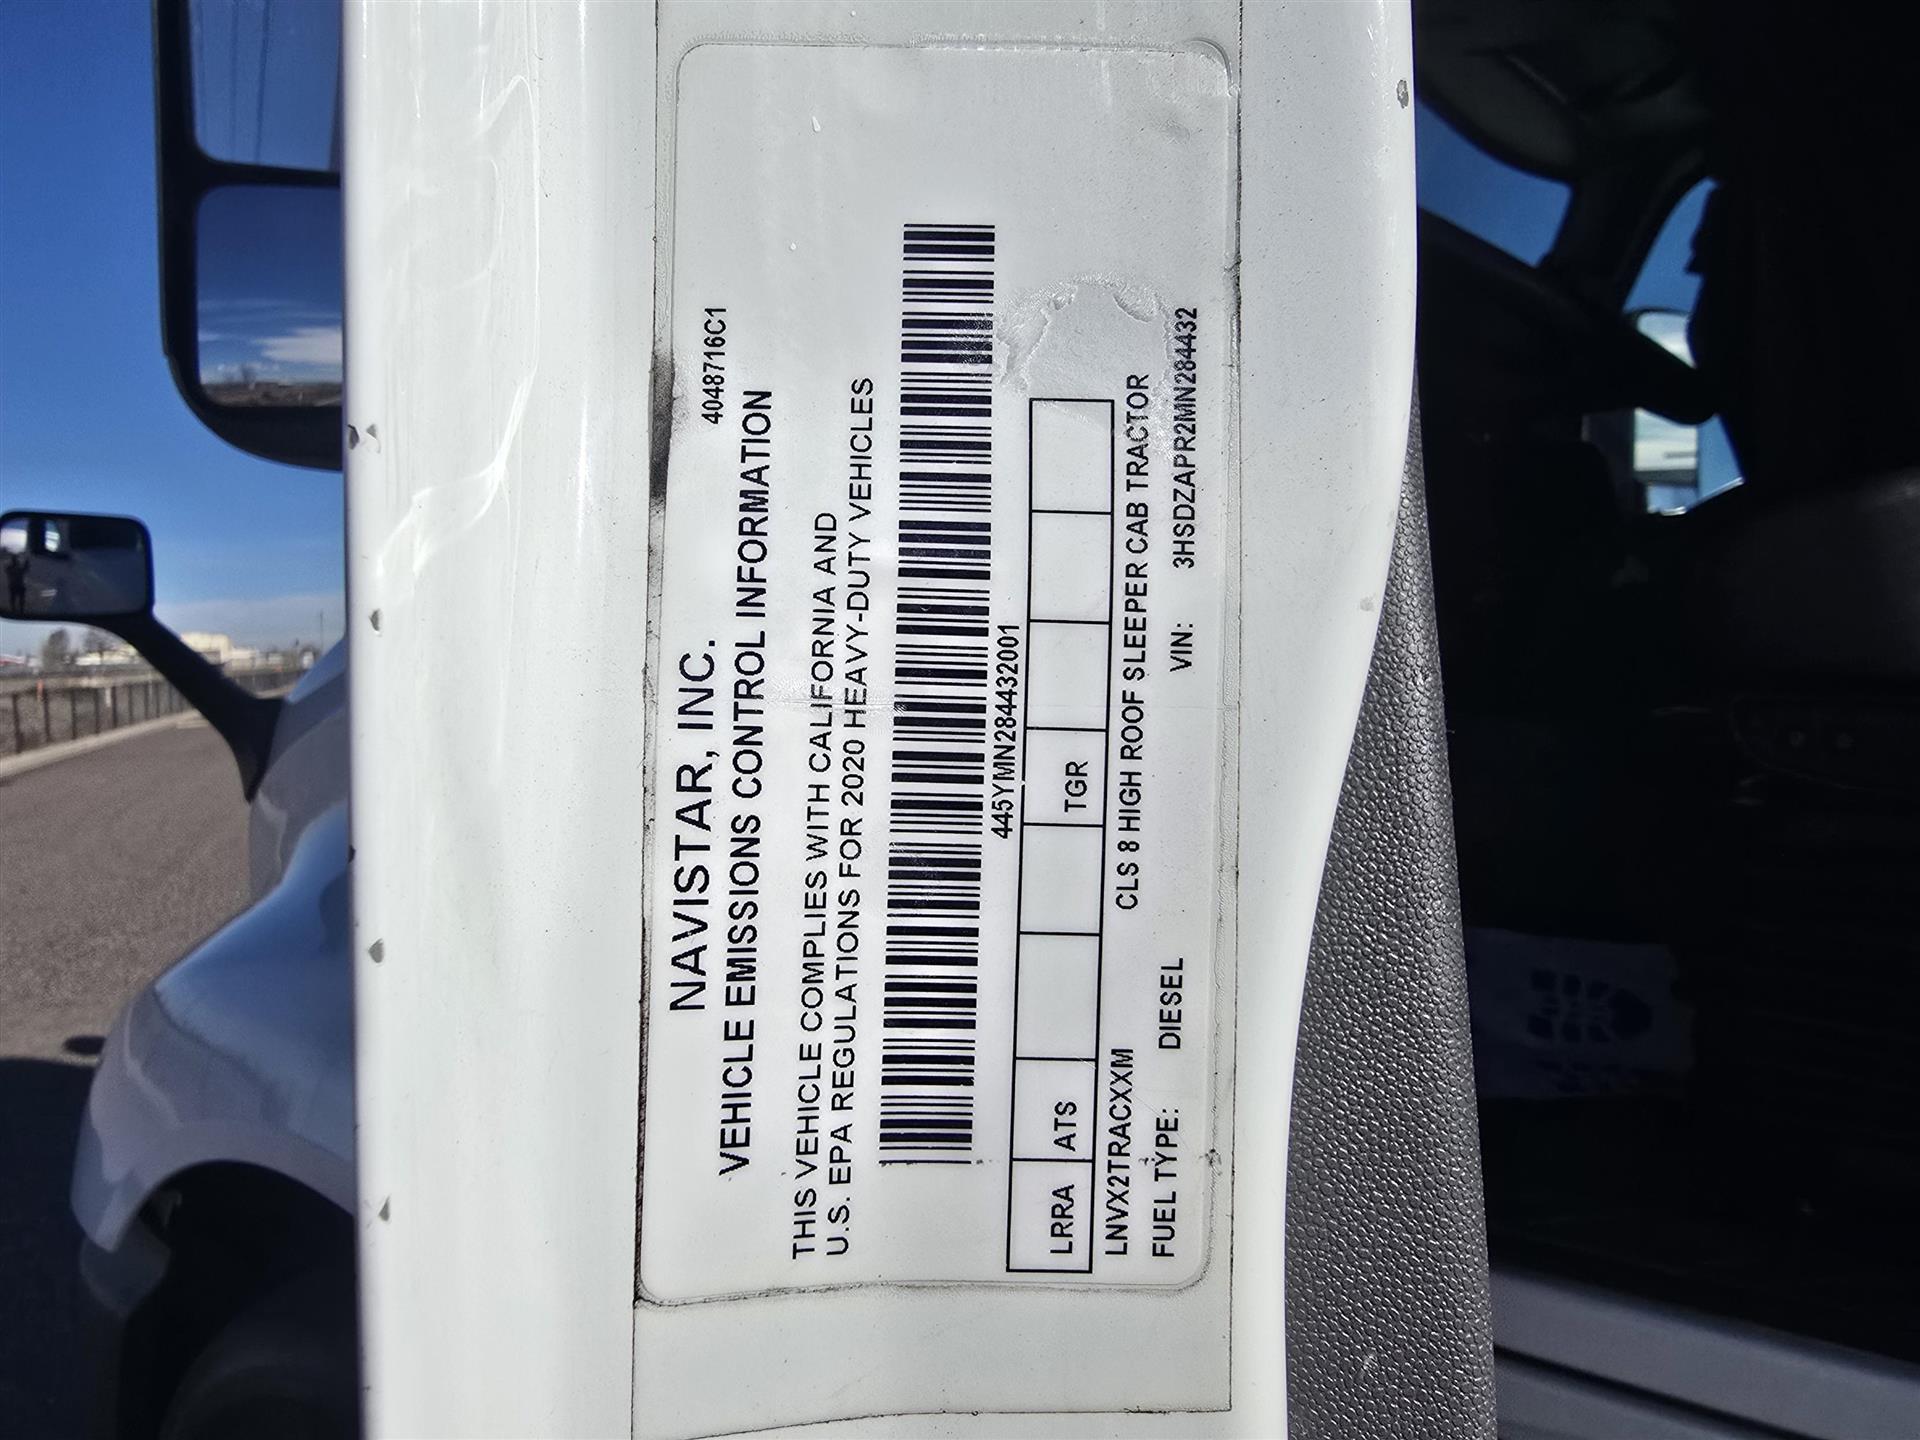 4048716C1
NAVISTAR, INC.
VEHICLE EMISSIONS CONTROL INFORMATION
THIS VEHICLE COMPLIES WITH CALIFORNIA AND
U.S. EPA REGULATIONS FOR 2020 HEAVY-DUTY VEHICLES
445YMN284432001
LRRA ATS TGR
LNVX2TRACXXM CLS 8 HIGH ROOF SLEEPER CAB TRACTOR
FUEL TYPE: DIESEL VIN: 3HSDZAPR2MN284432